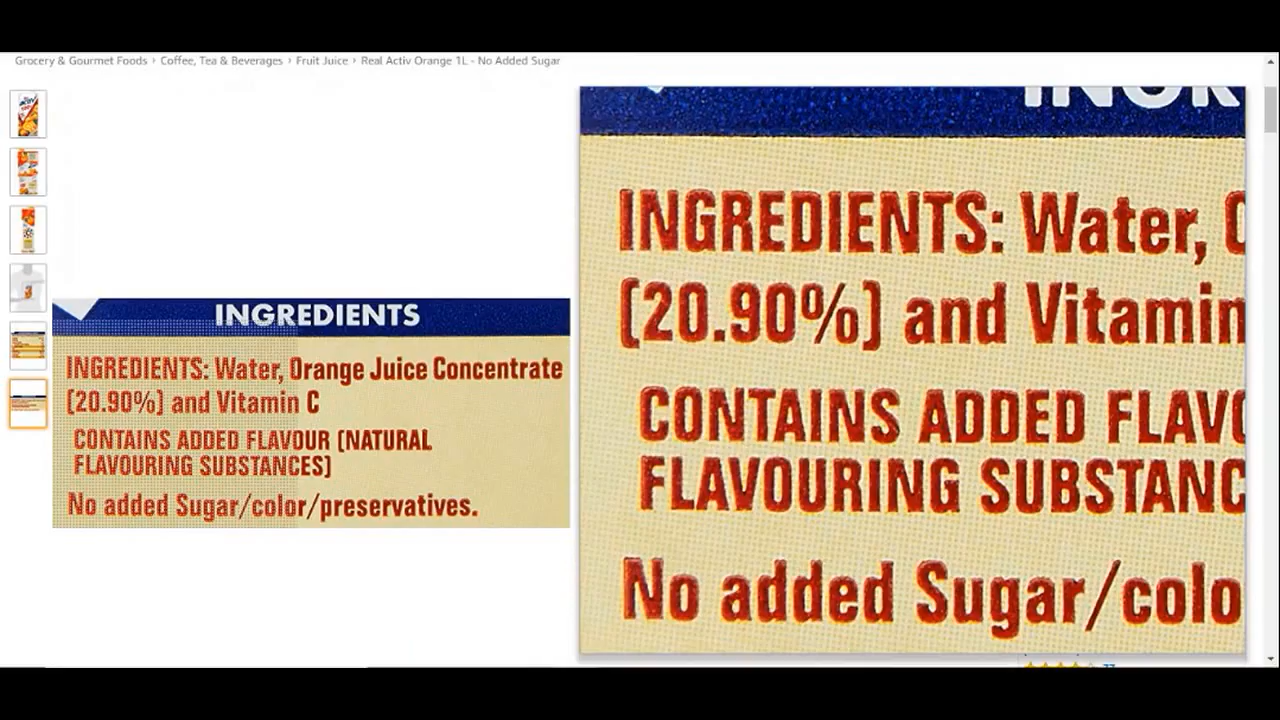 Grocery & Gourmet Foods › Coffee, Tea & Beverages › Fruit Juice › Real Activ Orange 1L - No Added Sugar
INGREDIENTS
INGREDIENTS: Water, Orange Juice Concentrate
(20.90%) and Vitamin C
CONTAINS ADDED FLAVOUR (NATURAL
FLAVOURING SUBSTANCES)
No added Sugar/color/preservatives.
INGREDIENTS: Water,
(20.90%) and Vitamin
CONTAINS ADDED FLAV
FLAVOURING SUBSTANC
No added Sugar/colo